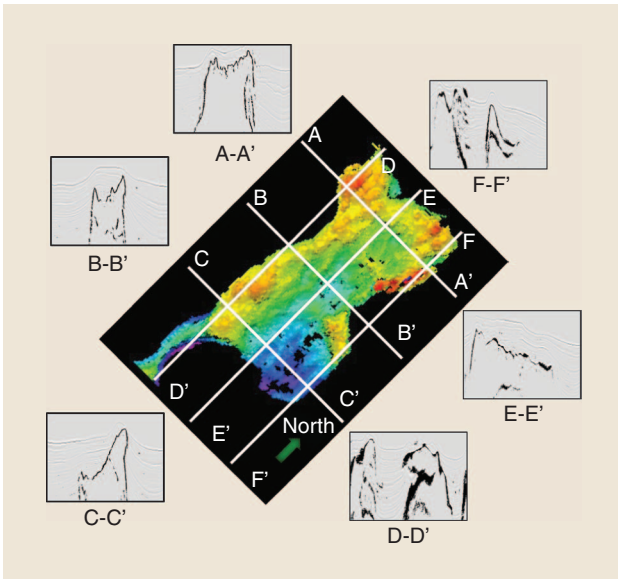 A-A’
F-F’
B-B’
A
D
B
E
C
F
A’
B’
D’
C’
E’
North
F’
E-E’
C-C’
D-D’